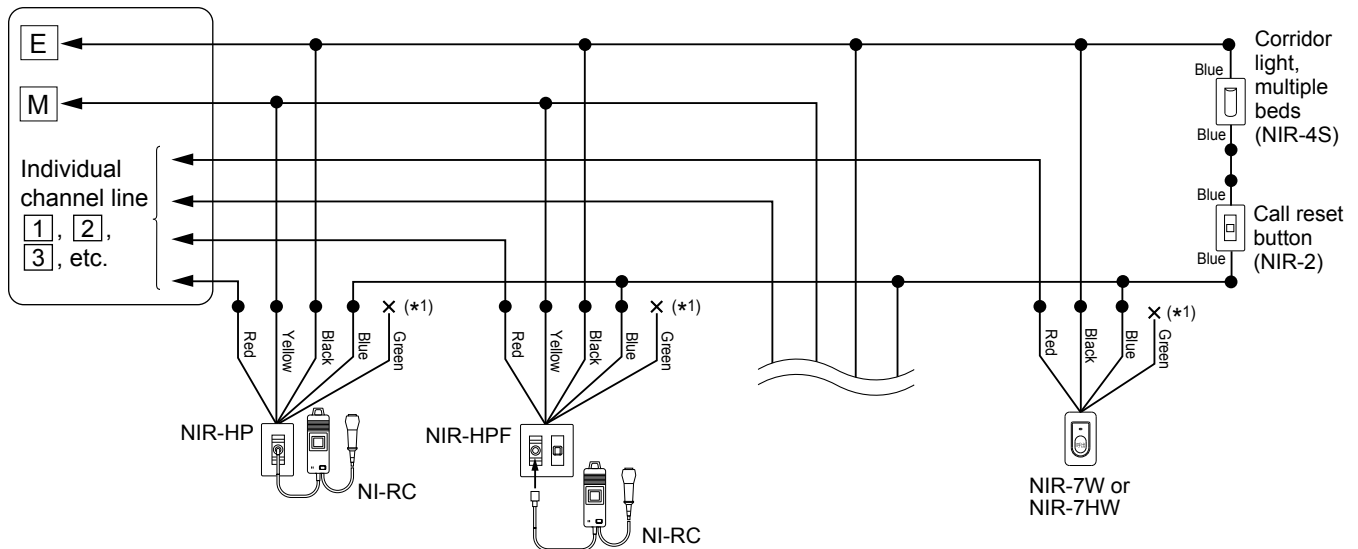 E
M
Individual
channel line
1, 2,
3, etc.
Blue
Corridor
light,
multiple
beds
(NIR-4S)
Blue
Blue
Call reset
button
(NIR-2)
Blue
Red
Yellow
Black
Blue
Green
(*1)
Red
Yellow
Black
Blue
Green
(*1)
Red
Black
Blue
Green
(*1)
NIR-HP
NI-RC
NIR-HPF
NI-RC
NIR-7W or
NIR-7HW